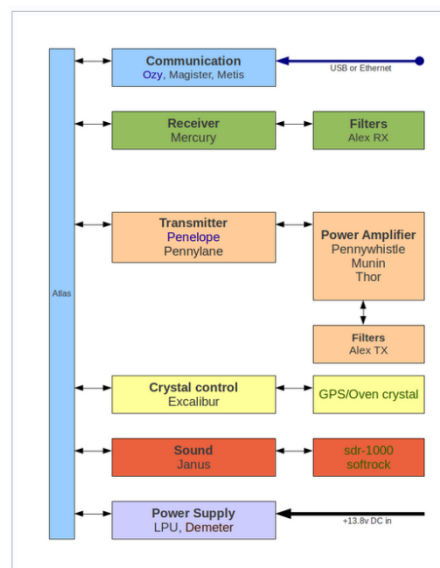 Communication
Ozy, Magister, Metis
USB or Ethernet
Receiver
Mercury
Filters
Alex RX
Transmitter
Penelope
Pennylane
Power Amplifier
Pennywhistle
Munin
Thor
Atlas
Filters
Alex TX
Crystal control
Excalibur
GPS/Oven crystal
Sound
Janus
sdr-1000
softrock
Power Supply
LPU, Demeter
+13.8v DC in